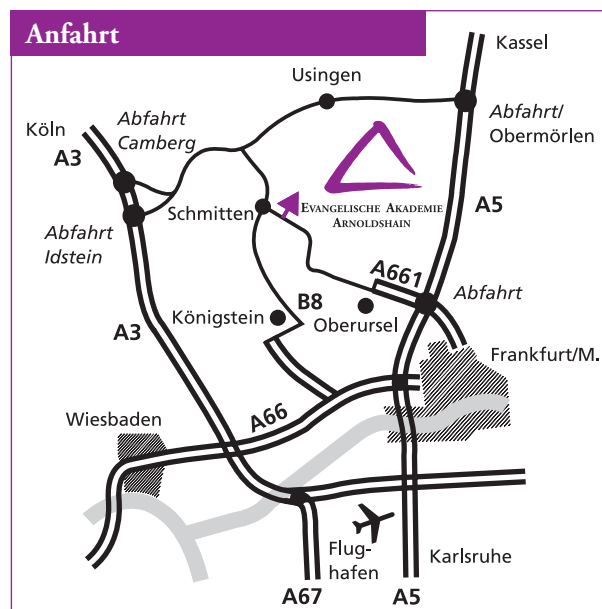 Anfahrt
Kassel
Usingen
Köln
Abfahrt
Camberg
Abfahrt/
Obermörlen
A3
A5
Schmitten
EVANGELISCHE AKADEMIE
ARNOLDSHAIN
Abfahrt
Idstein
A661
Abfahrt
B8
Königstein
Oberursel
A3
Frankfurt/M.
Wiesbaden
A66
Flug-
hafen
Karlsruhe
A67
A5